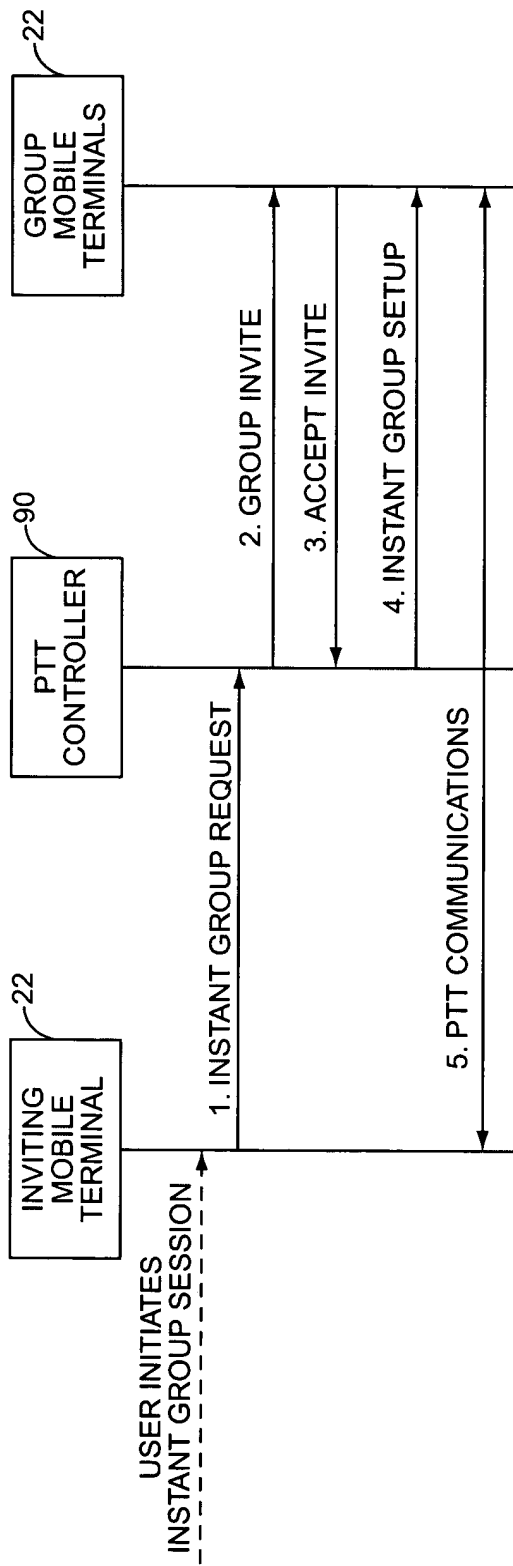 INVITING
MOBILE
TERMINAL
22
PTT
CONTROLLER
90
GROUP
MOBILE
TERMINALS
22
USER INITIATES
INSTANT GROUP SESSION
1. INSTANT GROUP REQUEST
2. GROUP INVITE
3. ACCEPT INVITE
4. INSTANT GROUP SETUP
5. PTT COMMUNICATIONS